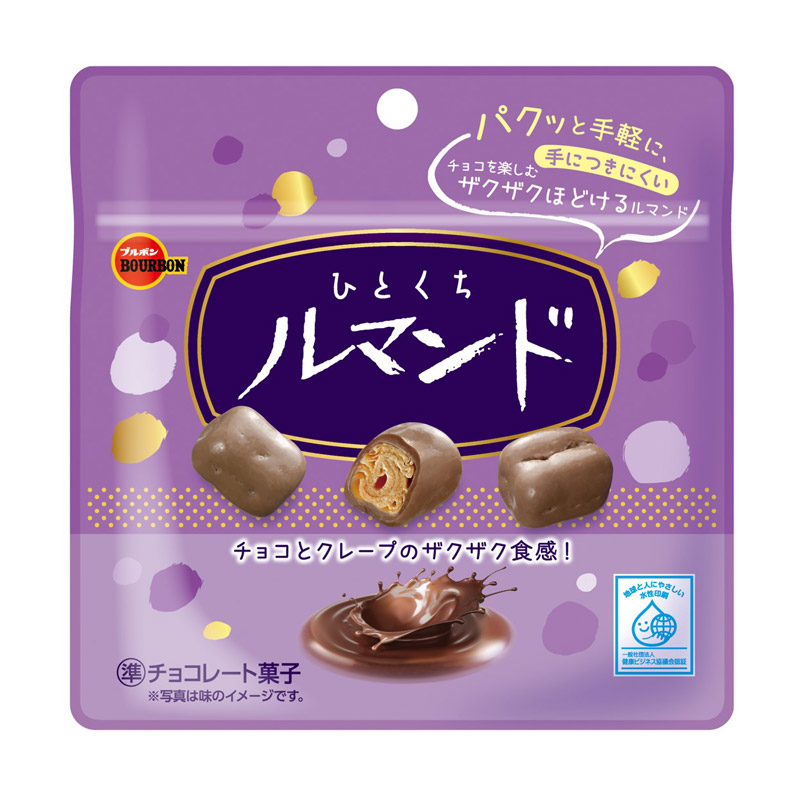 パクッと手軽に、
手につきにくい
チョコを楽しむ
ザクザクほどけるルマンド
ブルボン
BOURBON
ひとくち
ルマンド
チョコとクレープのザクザク食感!
地球と人にやさしい
水性印刷
一般社団法人
健康ビジネス協議会認証
準チョコレート菓子
※写真は味のイメージです。